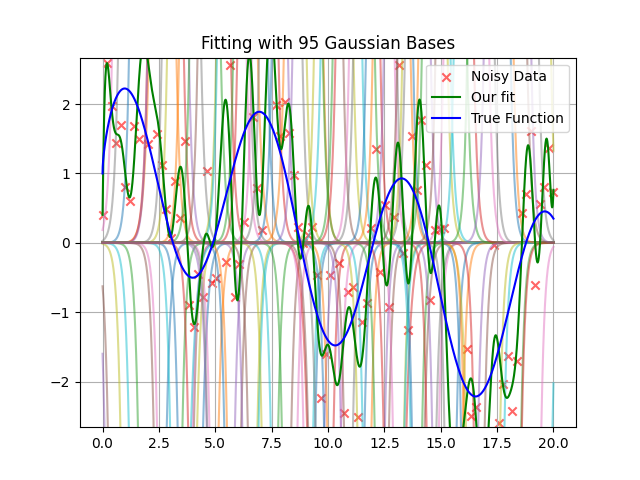 Fitting with 95 Gaussian Bases
Noisy Data
Our fit
True Function
2
1
0
−1
−2
0.0 2.5 5.0 7.5 10.0 12.5 15.0 17.5 20.0